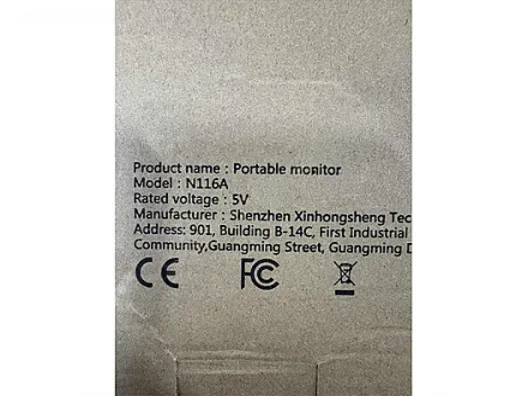 Product name : Portable monitor
Model : N116A
Rated voltage : 5V
Manufacturer : Shenzhen Xinhongsheng Tec
Address: 901, Building B-14C, First Industrial
Community,Guangming Street, Guangming D
CE FC